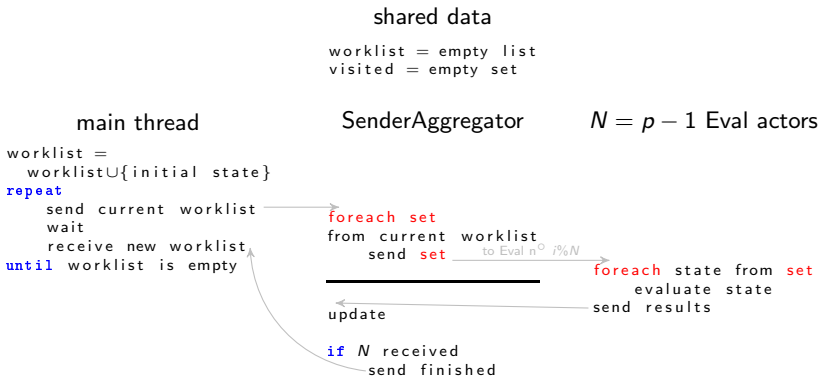 shared data
worklist = empty list
visited = empty set
main thread
worklist =
worklist∪{initial state}
repeat
send current worklist
wait
receive new worklist
until worklist is empty
SenderAggregator
foreach set
from current worklist
send set
to Eval n° i%N
update
if N received
send finished
N = p − 1 Eval actors
foreach state from set
evaluate state
send results